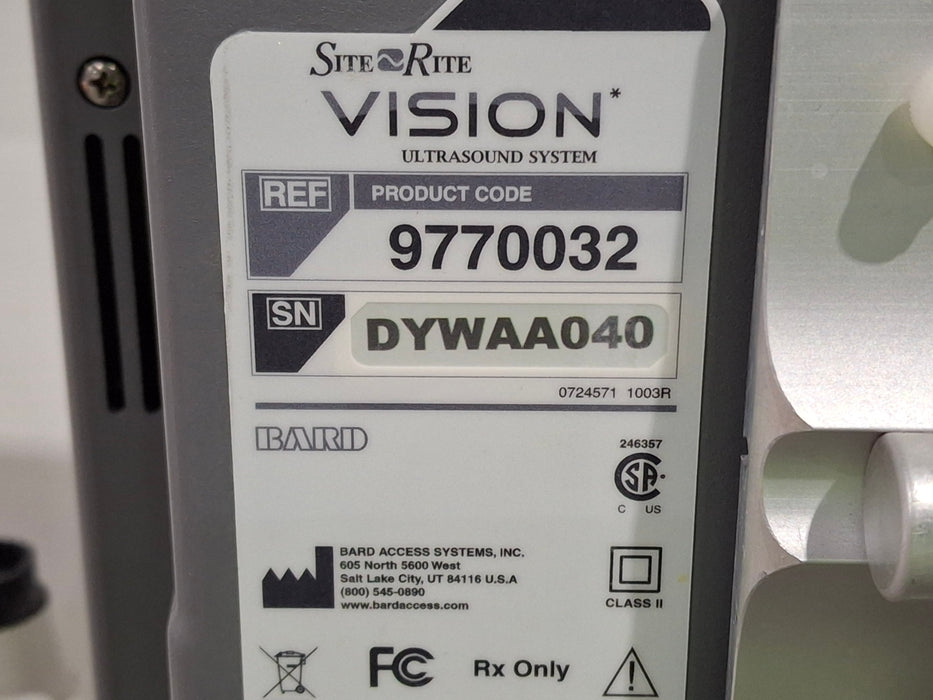 SITE RITE
VISION*
ULTRASOUND SYSTEM
REF PRODUCT CODE
9770032
SN DYWAA040
0724571 1003R
BARD
246357
CSA
C US
BARD ACCESS SYSTEMS, INC.
605 North 5600 West
Salt Lake City, UT 84116 U.S.A
(800) 545-0890
www.bardaccess.com
CLASS II
FC Rx Only